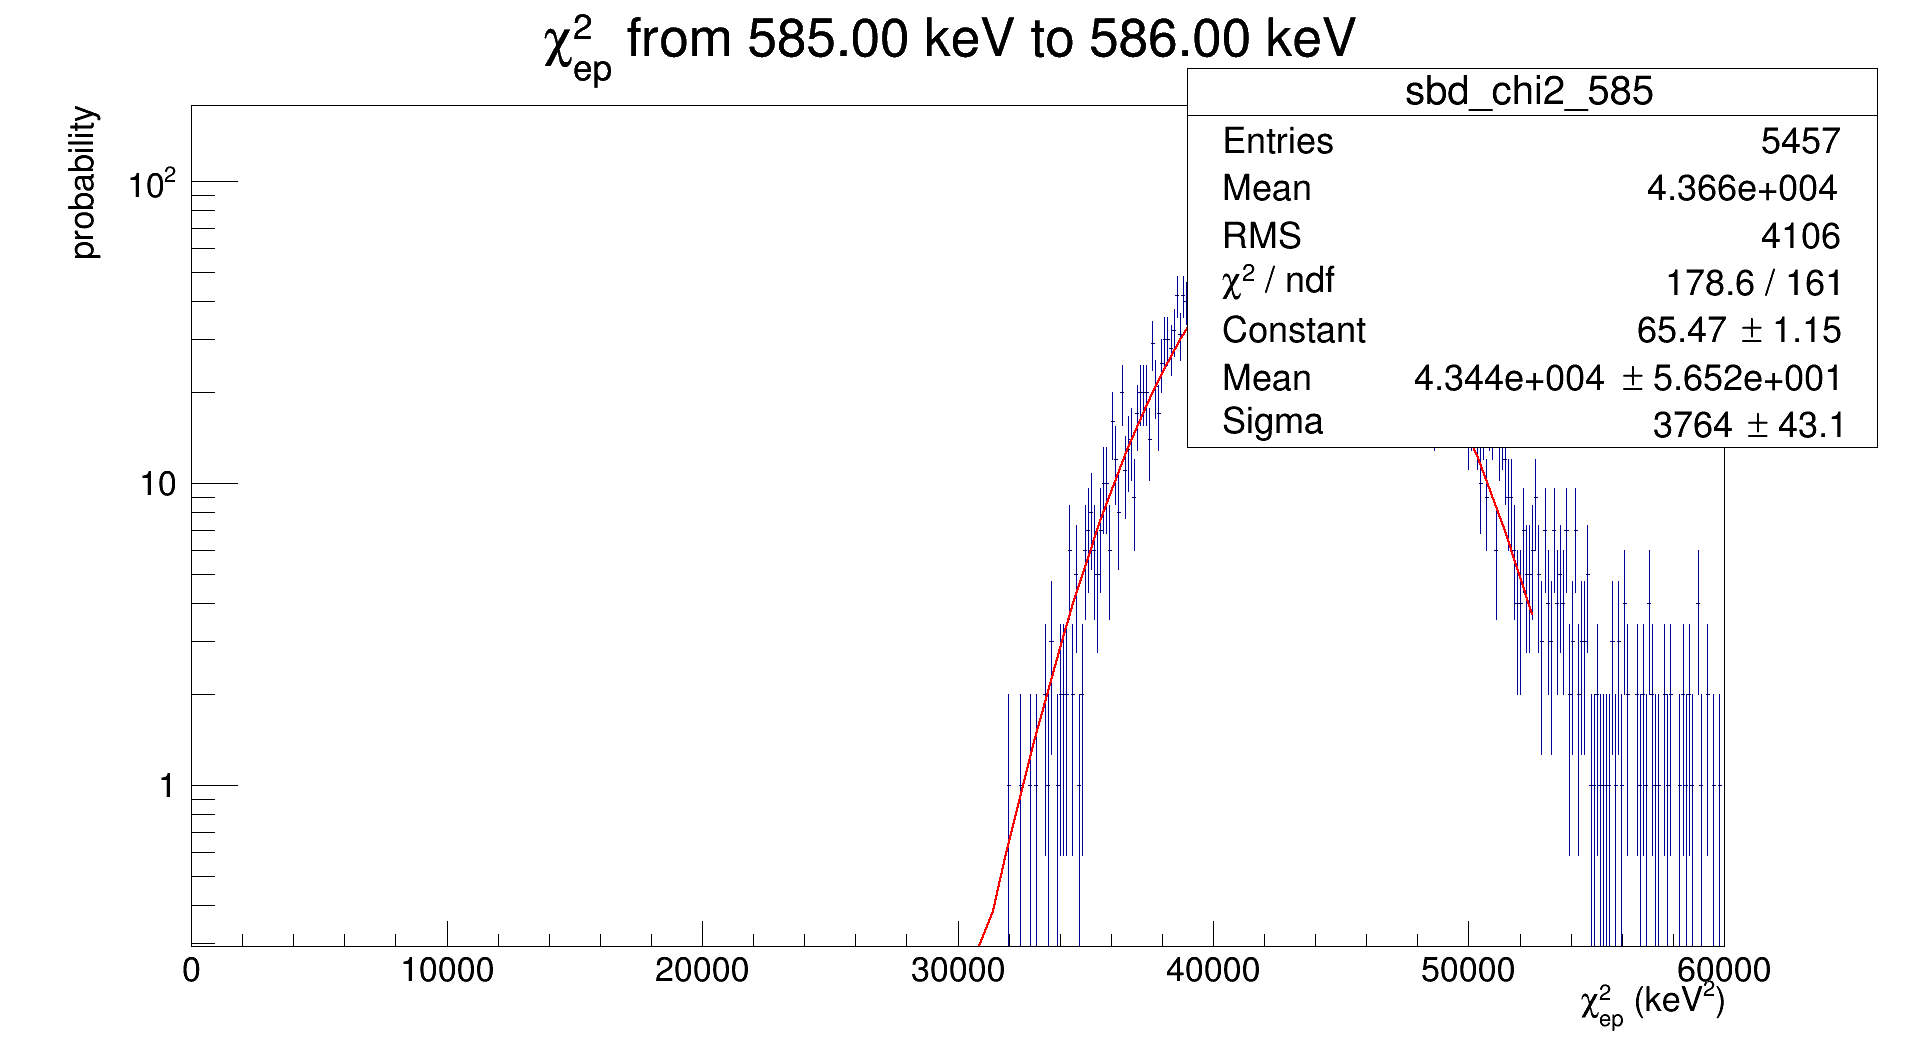 χ²ep from 585.00 keV to 586.00 keV
sbd_chi2_585
Entries 5457
Mean 4.366e+004
RMS 4106
χ² / ndf 178.6 / 161
Constant 65.47 ± 1.15
Mean 4.344e+004 ± 5.652e+001
Sigma 3764 ± 43.1
probability
10²
10
1
0 10000 20000 30000 40000 50000 60000
χ²ep (keV²)